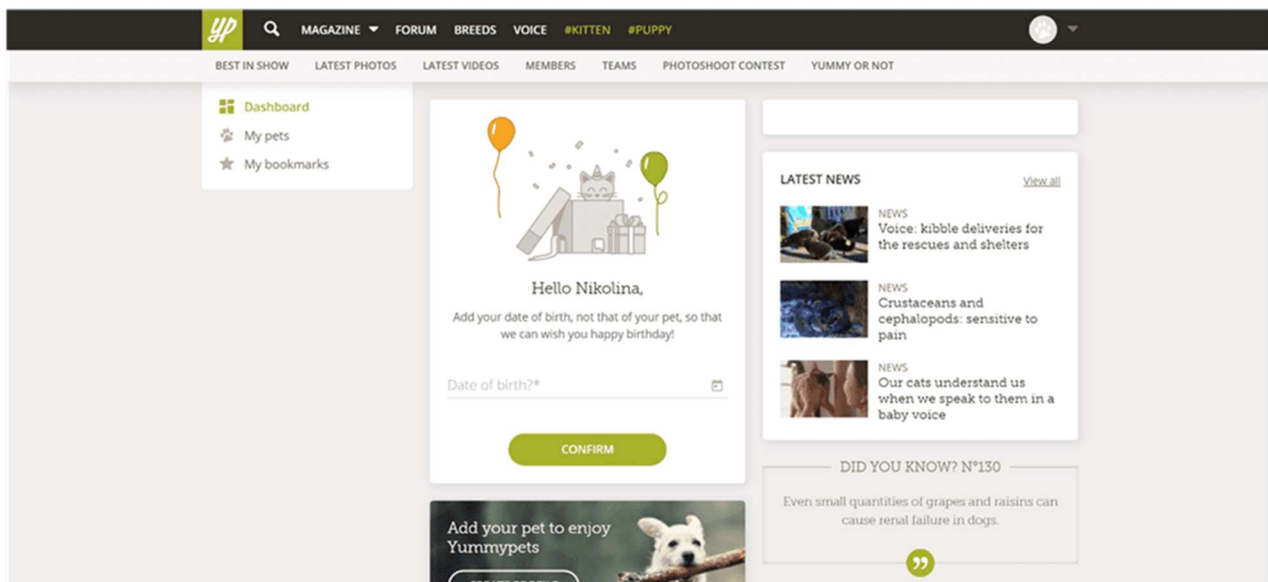 yp MAGAZINE FORUM BREEDS VOICE #KITTEN #PUPPY
BEST IN SHOW LATEST PHOTOS LATEST VIDEOS MEMBERS TEAMS PHOTOSHOOT CONTEST YUMMY OR NOT
Dashboard
My pets
My bookmarks
Hello Nikolina,
Add your date of birth, not that of your pet, so that
we can wish you happy birthday!
Date of birth?*
CONFIRM
Add your pet to enjoy
Yummypets
LATEST NEWS View all
NEWS
Voice: kibble deliveries for
the rescues and shelters
NEWS
Crustaceans and
cephalopods: sensitive to
pain
NEWS
Our cats understand us
when we speak to them in a
baby voice
DID YOU KNOW? N°130
Even small quantities of grapes and raisins can
cause renal failure in dogs.